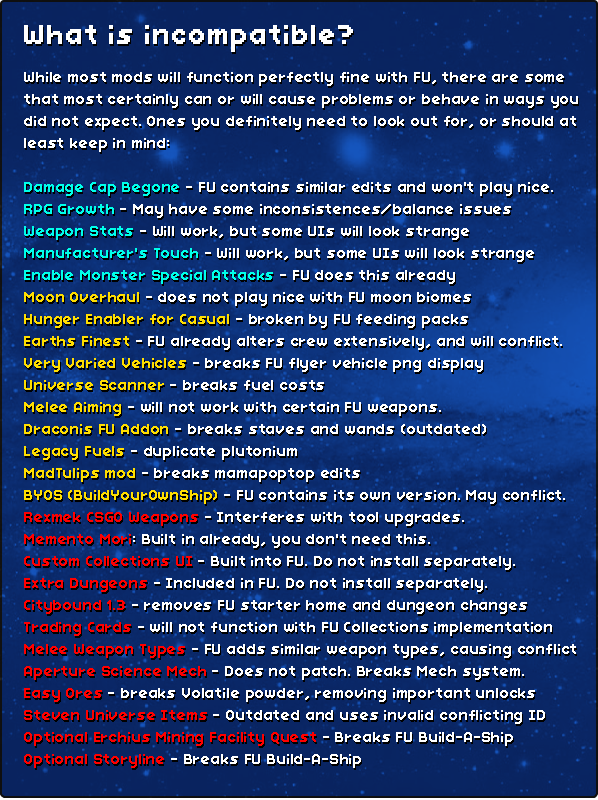 What is incompatible?
While most mods will function perfectly fine with FU, there are some
that most certainly can or will cause problems or behave in ways you
did not expect. Ones you definitely need to look out for, or should at
least keep in mind:
Damage Cap Begone - FU contains similar edits and won't play nice.
RPG Growth - May have some inconsistences/balance issues
Weapon Stats - Will work, but some UIs will look strange
Manufacturer's Touch - Will work, but some UIs will look strange
Enable Monster Special Attacks - FU does this already
Moon Overhaul - does not play nice with FU moon biomes
Hunger Enabler for Casual - broken by FU feeding packs
Earths Finest - FU already alters crew extensively, and will conflict.
Very Varied Vehicles - breaks FU flyer vehicle png display
Universe Scanner - breaks fuel costs
Melee Aiming - will not work with certain FU weapons.
Draconis FU Addon - breaks staves and wands (outdated)
Legacy Fuels - duplicate plutonium
MadTulips mod - breaks mamapoptop edits
BYOS (BuildYourOwnShip) - FU contains its own version. May conflict.
Rexmek CSGO Weapons - Interferes with tool upgrades.
Memento Mori: Built in already, you don't need this.
Custom Collections UI - Built into FU. Do not install separately.
Extra Dungeons - Included in FU. Do not install separately.
Citybound 1.3 - removes FU starter home and dungeon changes
Trading Cards - will not function with FU Collections implementation
Melee Weapon Types - FU adds similar weapon types, causing conflict
Aperture Science Mech - Does not patch. Breaks Mech system.
Easy Ores - breaks Volatile powder, removing important unlocks
Steven Universe Items - Outdated and uses invalid conflicting ID
Optional Erchius Mining Facility Quest - Breaks FU Build-A-Ship
Optional Storyline - Breaks FU Build-A-Ship